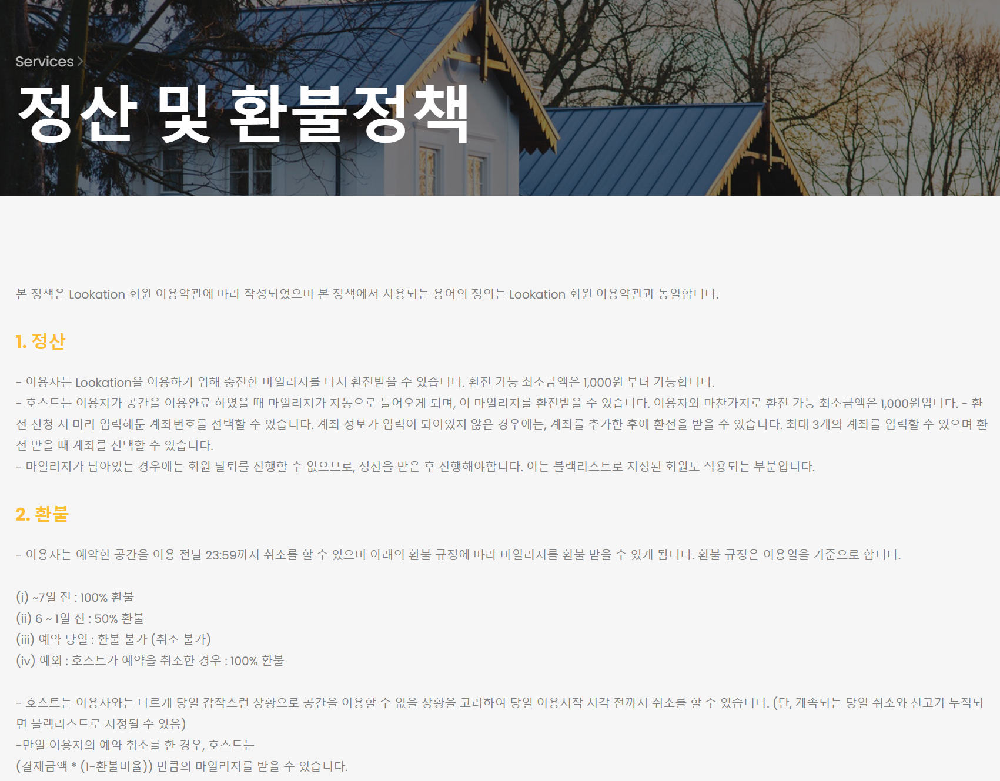 Services >
정산 및 환불정책
본 정책은 Lookation 회원 이용약관에 따라 작성되었으며 본 정책에서 사용되는 용어의 정의는 Lookation 회원 이용약관과 동일합니다.
1. 정산
- 이용자는 Lookation을 이용하기 위해 충전한 마일리지를 다시 환전받을 수 있습니다. 환전 가능 최소금액은 1,000원 부터 가능합니다.
- 호스트는 이용자가 공간을 이용완료 하였을 때 마일리지가 자동으로 들어오게 되며, 이 마일리지를 환전받을 수 있습니다. 이용자와 마찬가지로 환전 가능 최소금액은 1,000원입니다. - 환
전 신청 시 미리 입력해둔 계좌번호를 선택할 수 있습니다. 계좌 정보가 입력이 되어있지 않은 경우에는, 계좌를 추가한 후에 환전을 받을 수 있습니다. 최대 3개의 계좌를 입력할 수 있으며 환
전 받을 때 계좌를 선택할 수 있습니다.
- 마일리지가 남아있는 경우에는 회원 탈퇴를 진행할 수 없으므로, 정산을 받은 후 진행해야합니다. 이는 블랙리스트로 지정된 회원도 적용되는 부분입니다.
2. 환불
- 이용자는 예약한 공간을 이용 전날 23:59까지 취소를 할 수 있으며 아래의 환불 규정에 따라 마일리지를 환불 받을 수 있게 됩니다. 환불 규정은 이용일을 기준으로 합니다.
(i) ~7일 전 : 100% 환불
(ii) 6 ~ 1일 전 : 50% 환불
(iii) 예약 당일 : 환불 불가 (취소 불가)
(iv) 예외 : 호스트가 예약을 취소한 경우 : 100% 환불
- 호스트는 이용자와는 다르게 당일 갑작스런 상황으로 공간을 이용할 수 없을 상황을 고려하여 당일 이용시작 시각 전까지 취소를 할 수 있습니다. (단, 계속되는 당일 취소와 신고가 누적되
면 블랙리스트로 지정될 수 있음)
-만일 이용자의 예약 취소를 한 경우, 호스트는
(결제금액 * (1-환불비율)) 만큼의 마일리지를 받을 수 있습니다.